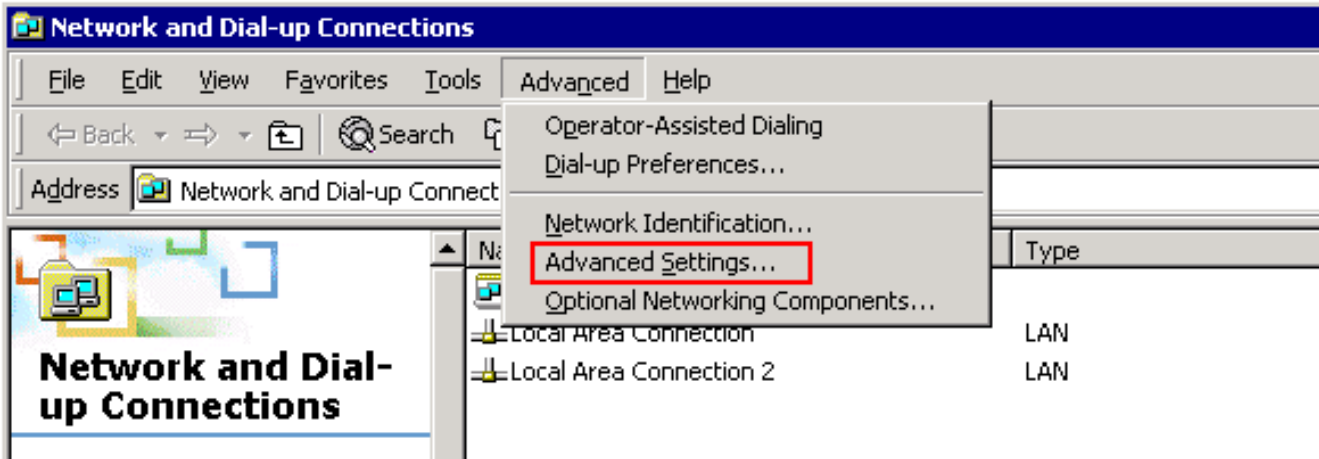 Network and Dial-up Connections
File Edit View Favorites Tools Advanced Help
Back Search
Operator-Assisted Dialing
Dial-up Preferences...
Address Network and Dial-up Connect
Network Identification...
Advanced Settings...
Optional Networking Components...
Type
Local Area Connection LAN
Local Area Connection 2 LAN
Network and Dial-
up Connections